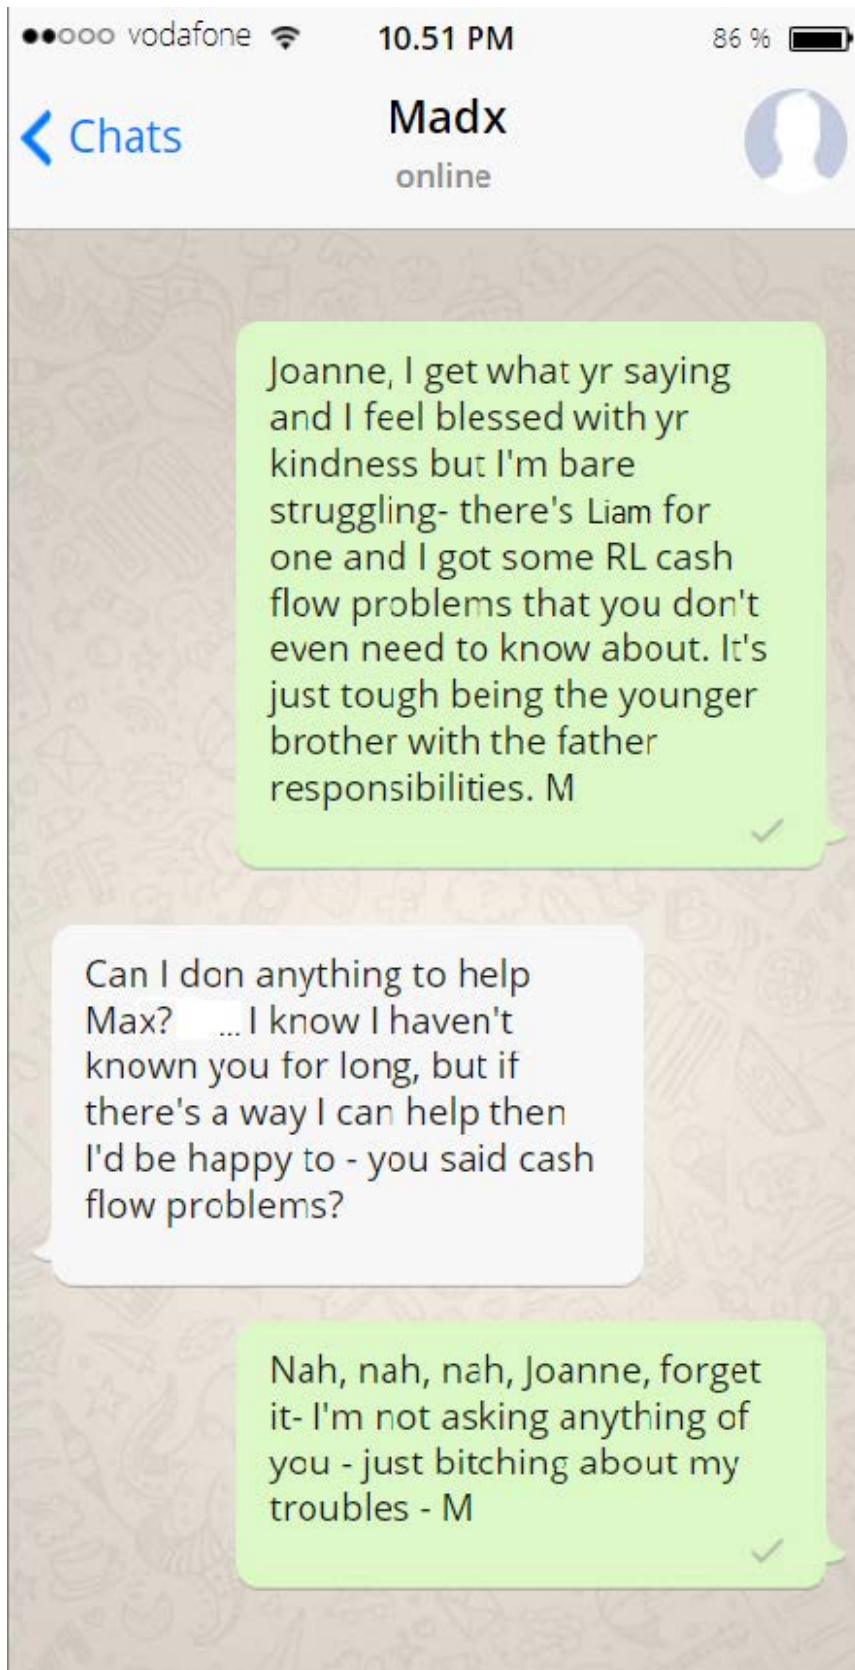 vodafone 10.51 PM 86 %
Chats Madx
online
Joanne, I get what yr saying
and I feel blessed with yr
kindness but I'm bare
struggling- there's Liam for
one and I got some RL cash
flow problems that you don't
even need to know about. It's
just tough being the younger
brother with the father
responsibilities. M
Can I don anything to help
Max? ... I know I haven't
known you for long, but if
there's a way I can help then
I'd be happy to - you said cash
flow problems?
Nah, nah, nah, Joanne, forget
it- I'm not asking anything of
you - just bitching about my
troubles - M